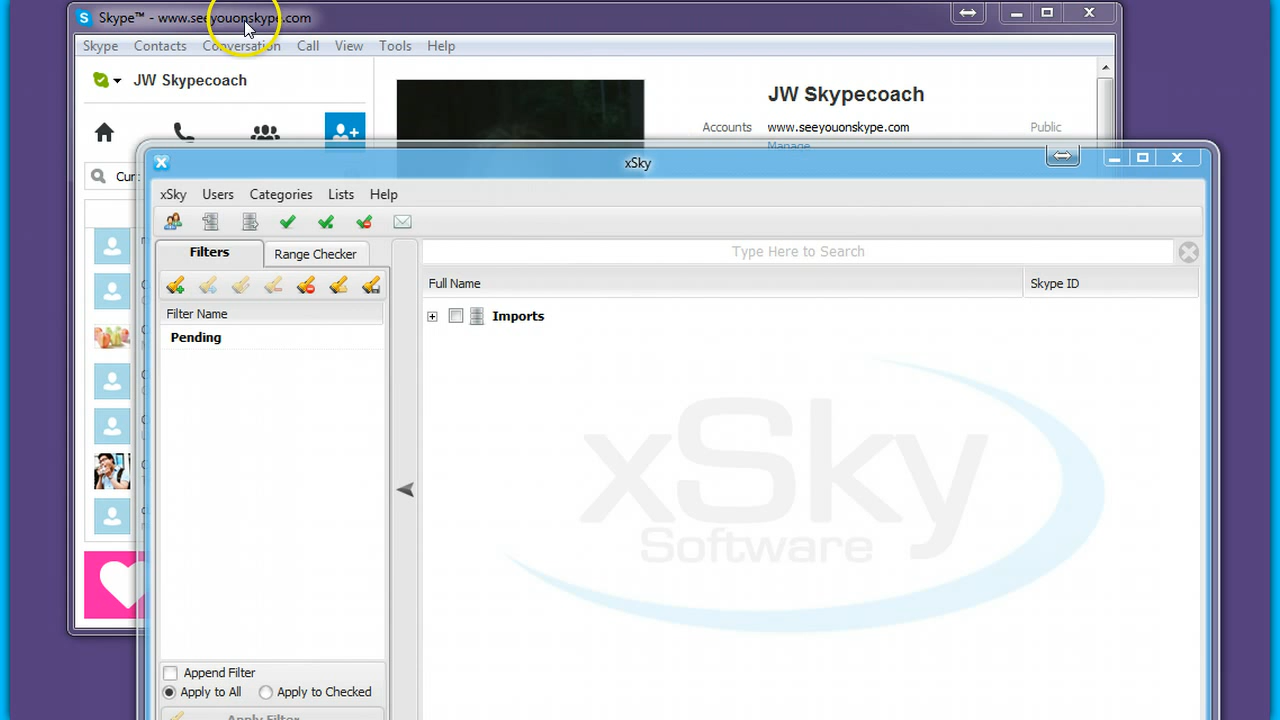 Skype™ - www.seeyouonskype.com
Skype Contacts Conversation Call View Tools Help
JW Skypecoach
JW Skypecoach
Accounts www.seeyouonskype.com Public
Manage
xSky
xSky Users Categories Lists Help
Filters Range Checker
Type Here to Search
Full Name Skype ID
Filter Name
Imports
Pending
xSky
Software
Append Filter
Apply to All Apply to Checked
Apply Filter